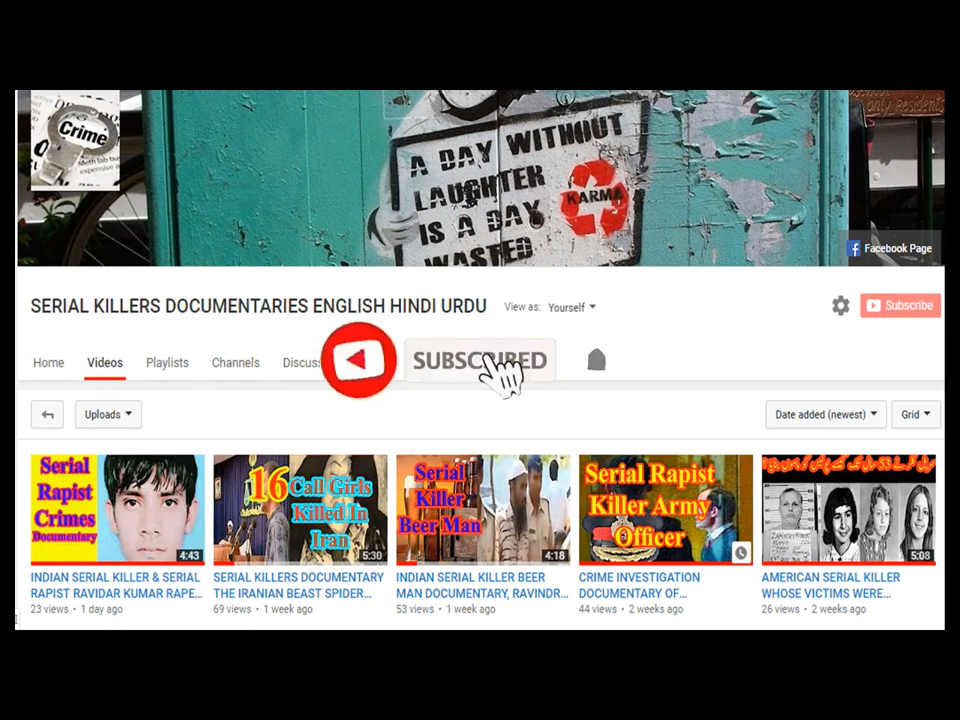 Crime
Meth lab
expensive
A DAY WITHOUT
LAUGHTER
IS A DAY
WASTED
KARMA
only Residents
Facebook Page
SERIAL KILLERS DOCUMENTARIES ENGLISH HINDI URDU
View as: Yourself
Subscribe
Home Videos Playlists Channels Discuss
SUBSCRIBED
Uploads
Date added (newest) Grid
Serial
Rapist
Crimes
Documentary
4:43
16 Call Girls
Killed In
Iran
5:30
Serial
Killer
Beer Man
4:18
Serial Rapist
Killer Army
Officer
5:08
INDIAN SERIAL KILLER & SERIAL
RAPIST RAVIDAR KUMAR RAPE...
23 views • 1 day ago
SERIAL KILLERS DOCUMENTARY
THE IRANIAN BEAST SPIDER...
69 views • 1 week ago
INDIAN SERIAL KILLER BEER
MAN DOCUMENTARY, RAVINDR...
53 views • 1 week ago
CRIME INVESTIGATION
DOCUMENTARY OF...
44 views • 2 weeks ago
AMERICAN SERIAL KILLER
WHOSE VICTIMS WERE...
26 views • 2 weeks ago